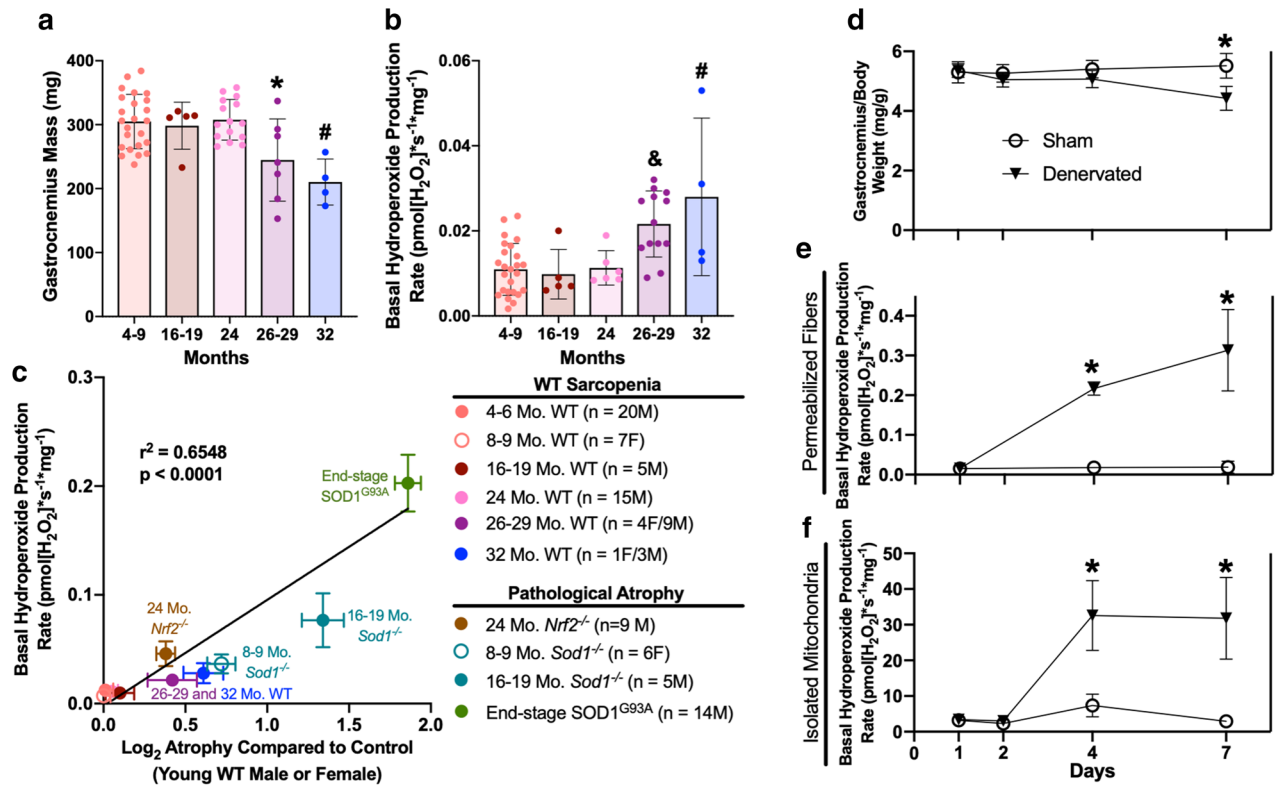 a
400
300
200
100
0
Gastrocnemius Mass (mg)
*
#
4-9
16-19
24
26-29
32
Months
b
0.06
0.04
0.02
0.00
Basal Hydroperoxide Production
Rate (pmol[H2O2]*s-1*mg-1)
&
#
4-9
16-19
24
26-29
32
Months
c
0.3
0.2
0.1
0.0
Basal Hydroperoxide Production
Rate (pmol[H2O2]*s-1*mg-1)
r2 = 0.6548
p < 0.0001
End-stage
SOD1G93A
24 Mo.
Nrf2-/-
8-9 Mo.
Sod1-/-
16-19 Mo.
Sod1-/-
26-29 and 32 Mo. WT
0.0
0.5
1.0
1.5
2.0
Log2 Atrophy Compared to Control
(Young WT Male or Female)
WT Sarcopenia
4-6 Mo. WT (n = 20M)
8-9 Mo. WT (n = 7F)
16-19 Mo. WT (n = 5M)
24 Mo. WT (n = 15M)
26-29 Mo. WT (n = 4F/9M)
32 Mo. WT (n = 1F/3M)
Pathological Atrophy
24 Mo. Nrf2-/- (n=9 M)
8-9 Mo. Sod1-/- (n = 6F)
16-19 Mo. Sod1-/- (n = 5M)
End-stage SOD1G93A (n = 14M)
d
6
4
2
0
Gastrocnemius/Body
Weight (mg/g)
*
Sham
Denervated
e
Permeabilized Fibers
Basal Hydroperoxide Production
Rate (pmol[H2O2]*s-1*mg-1)
0.4
0.3
0.2
0.1
0.0
*
*
f
Isolated Mitochondria
Basal Hydroperoxide Production
Rate (pmol[H2O2]*s-1*mg-1)
50
40
30
20
10
0
*
*
0
1
2
4
7
Days